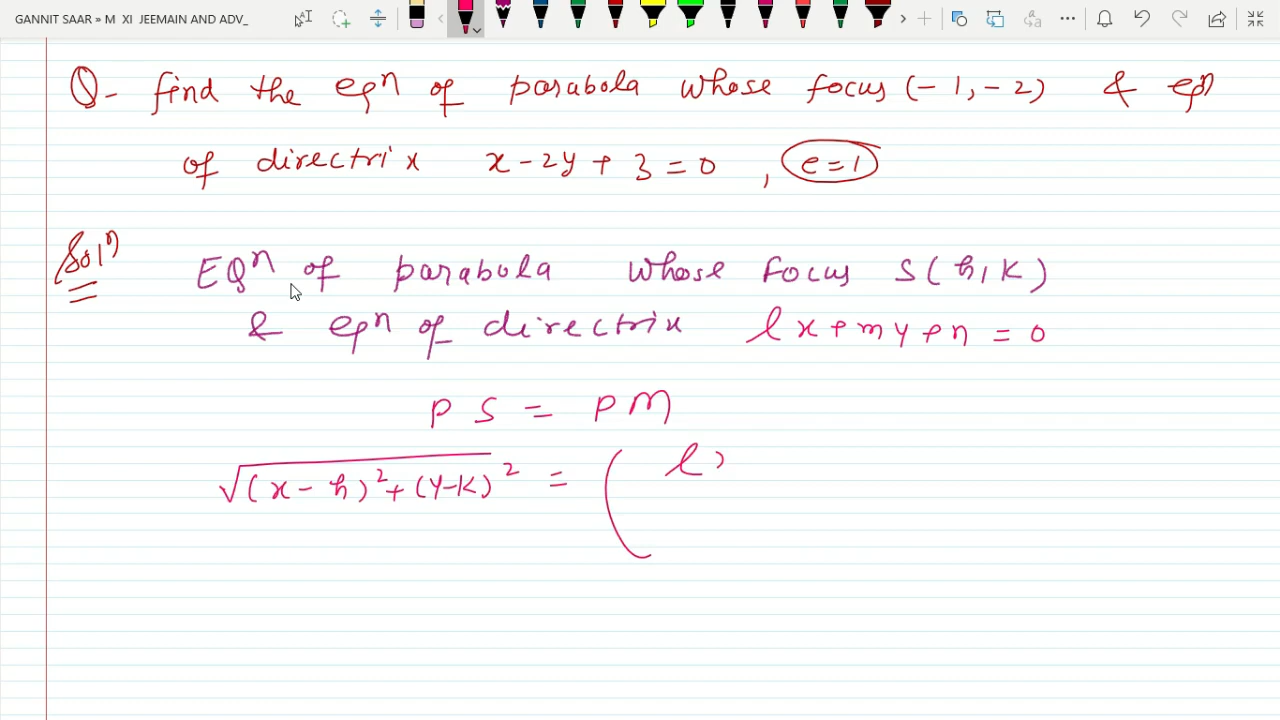 GANNIT SAAR » M XI JEEMAIN AND ADV_
Q- find the eqⁿ of parabola whose focus (-1,-2) & eqⁿ
of directrix x-2y+3=0, e=1
Solⁿ
EQⁿ of parabola whose focus S(h,k)
& eqⁿ of directrix lx+my+n=0
PS = PM
√(x-h)²+(y-k)² = ( l